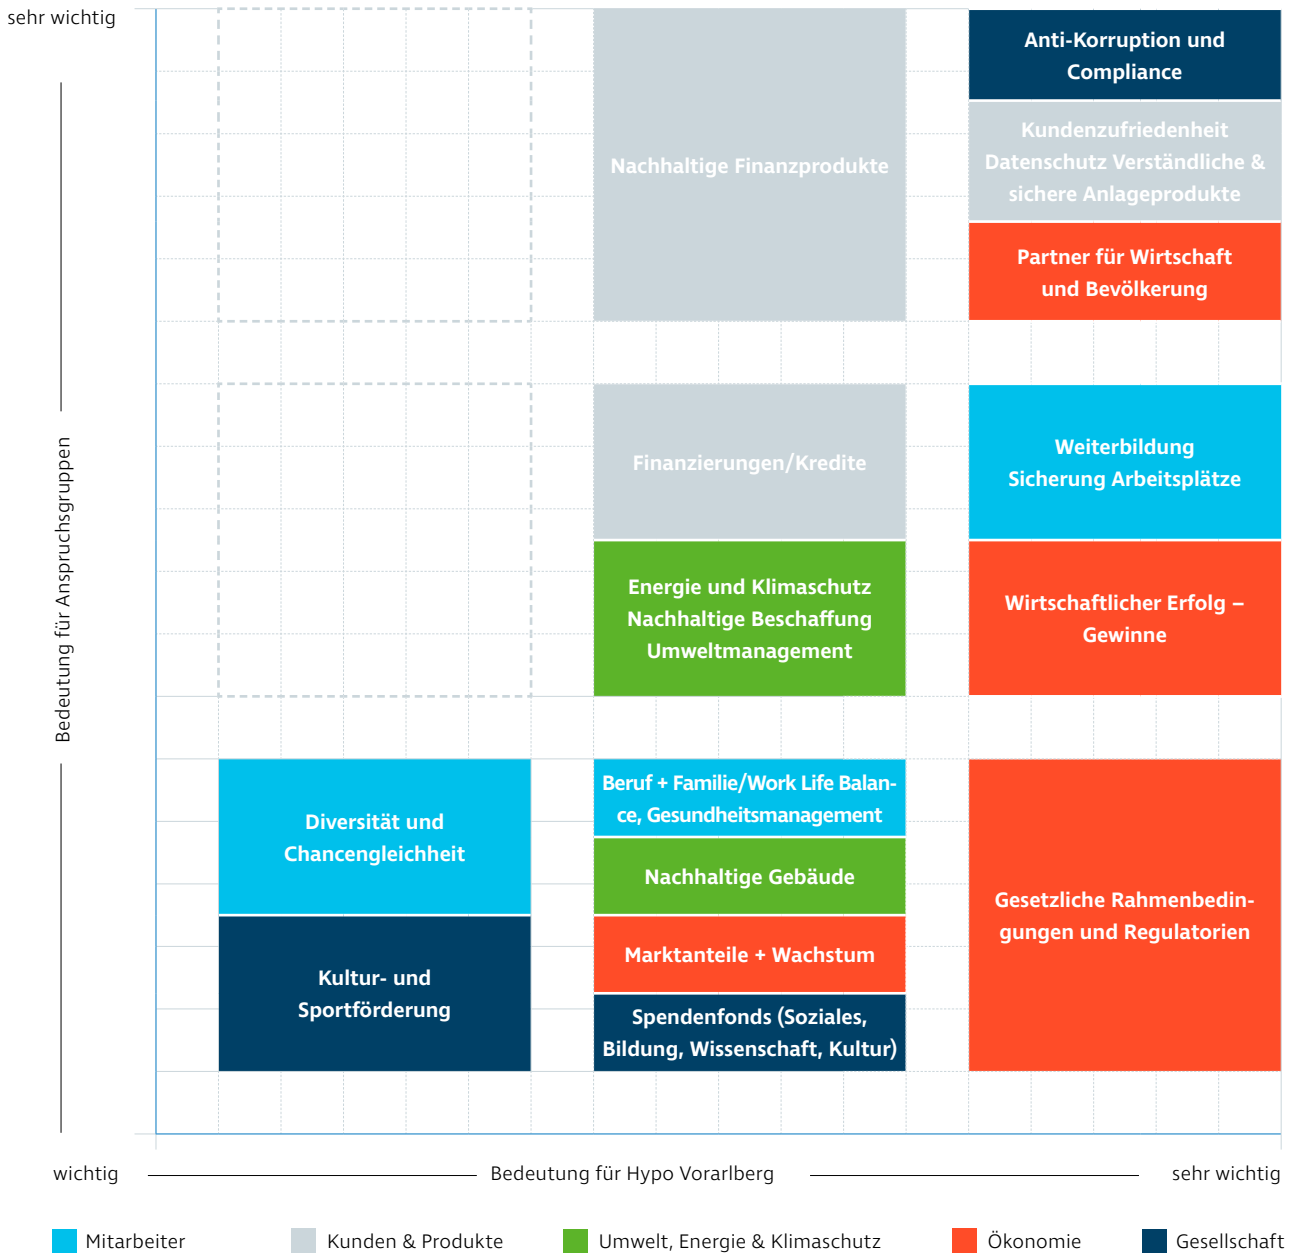 sehr wichtig
Bedeutung für Anspruchsgruppen
Nachhaltige Finanzprodukte
Anti-Korruption und
Compliance
Kundenzufriedenheit
Datenschutz Verständliche &
sichere Anlageprodukte
Partner für Wirtschaft
und Bevölkerung
Finanzierungen/Kredite
Energie und Klimaschutz
Nachhaltige Beschaffung
Umweltmanagement
Weiterbildung
Sicherung Arbeitsplätze
Wirtschaftlicher Erfolg –
Gewinne
Diversität und
Chancengleichheit
Kultur- und
Sportförderung
Beruf + Familie/Work Life Balan-
ce, Gesundheitsmanagement
Nachhaltige Gebäude
Marktanteile + Wachstum
Spendenfonds (Soziales,
Bildung, Wissenschaft, Kultur)
Gesetzliche Rahmenbedin-
gungen und Regulatorien
wichtig
Bedeutung für Hypo Vorarlberg
sehr wichtig
Mitarbeiter
Kunden & Produkte
Umwelt, Energie & Klimaschutz
Ökonomie
Gesellschaft